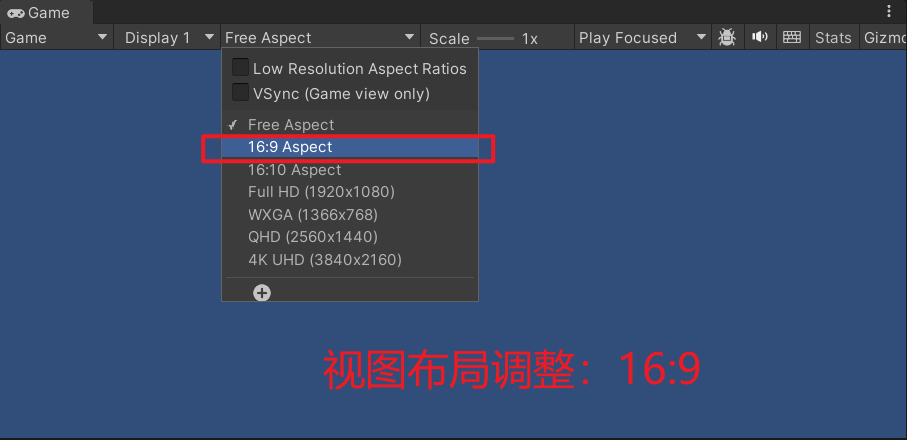 Game
Game Display 1 Free Aspect Scale 1x Play Focused Stats Gizmo
Low Resolution Aspect Ratios
VSync (Game view only)
✓ Free Aspect
16:9 Aspect
16:10 Aspect
Full HD (1920x1080)
WXGA (1366x768)
QHD (2560x1440)
4K UHD (3840x2160)
视图布局调整：16:9